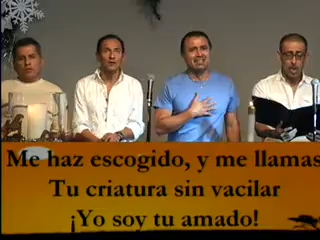 Me haz escogido, y me llamas
Tu criatura sin vacilar
¡Yo soy tu amado!